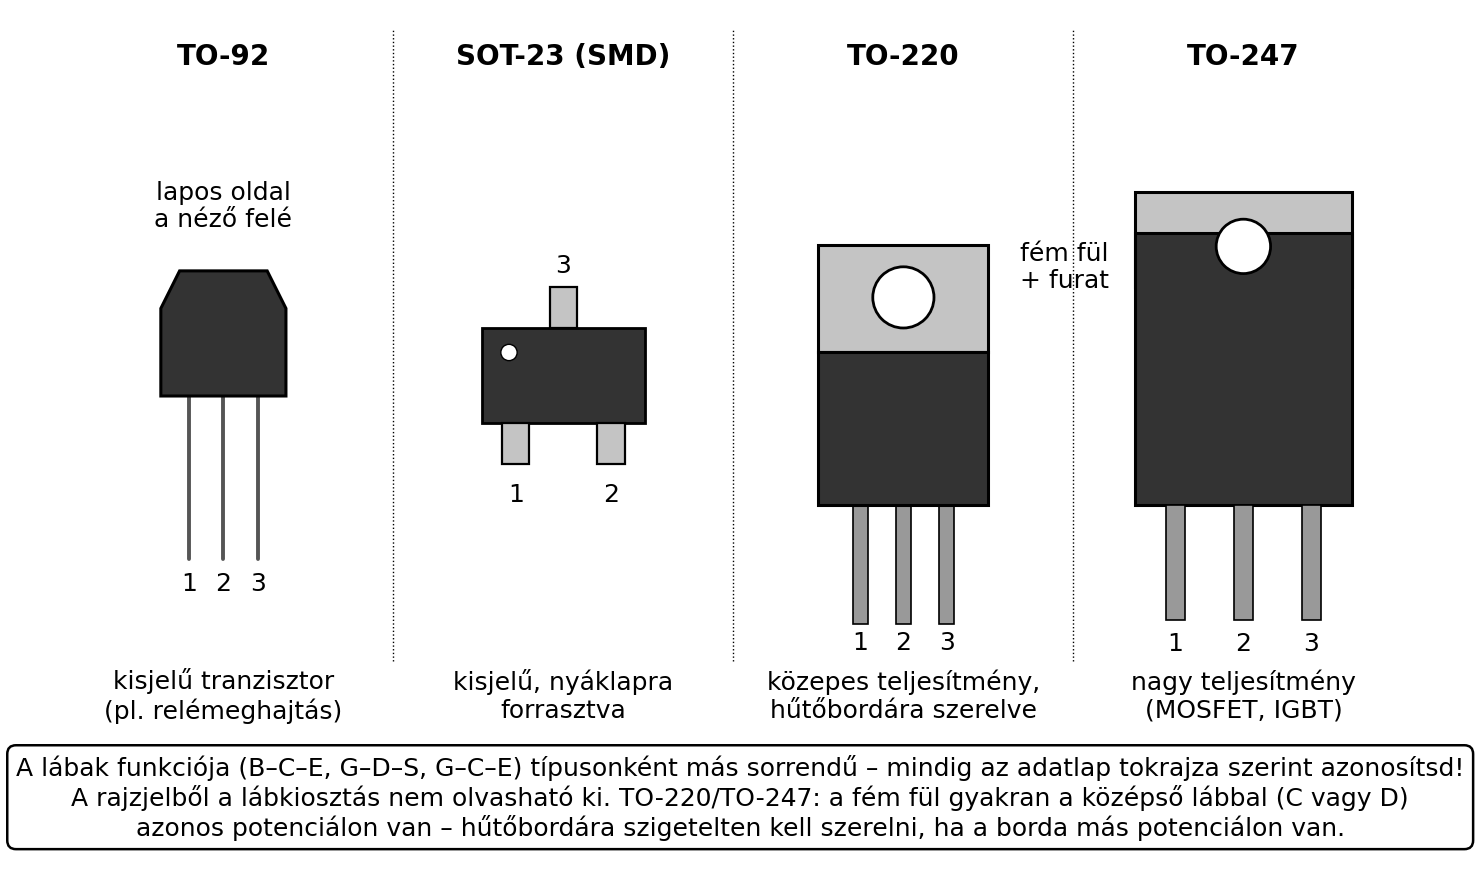 TO-92
SOT-23 (SMD)
TO-220
TO-247
lapos oldal
a néző felé
1 2 3
kisjelű tranzisztor
(pl. relémeghajtás)
3
1 2
kisjelű, nyáklapra
forrasztva
fém fül
+ furat
1 2 3
közepes teljesítmény,
hűtőbordára szerelve
1 2 3
nagy teljesítmény
(MOSFET, IGBT)
A lábak funkciója (B–C–E, G–D–S, G–C–E) típusonként más sorrendű – mindig az adatlap tokrajza szerint azonosítsd!
A rajzjelből a lábkiosztás nem olvasható ki. TO-220/TO-247: a fém fül gyakran a középső lábbal (C vagy D)
azonos potenciálon van – hűtőbordára szigetelten kell szerelni, ha a borda más potenciálon van.